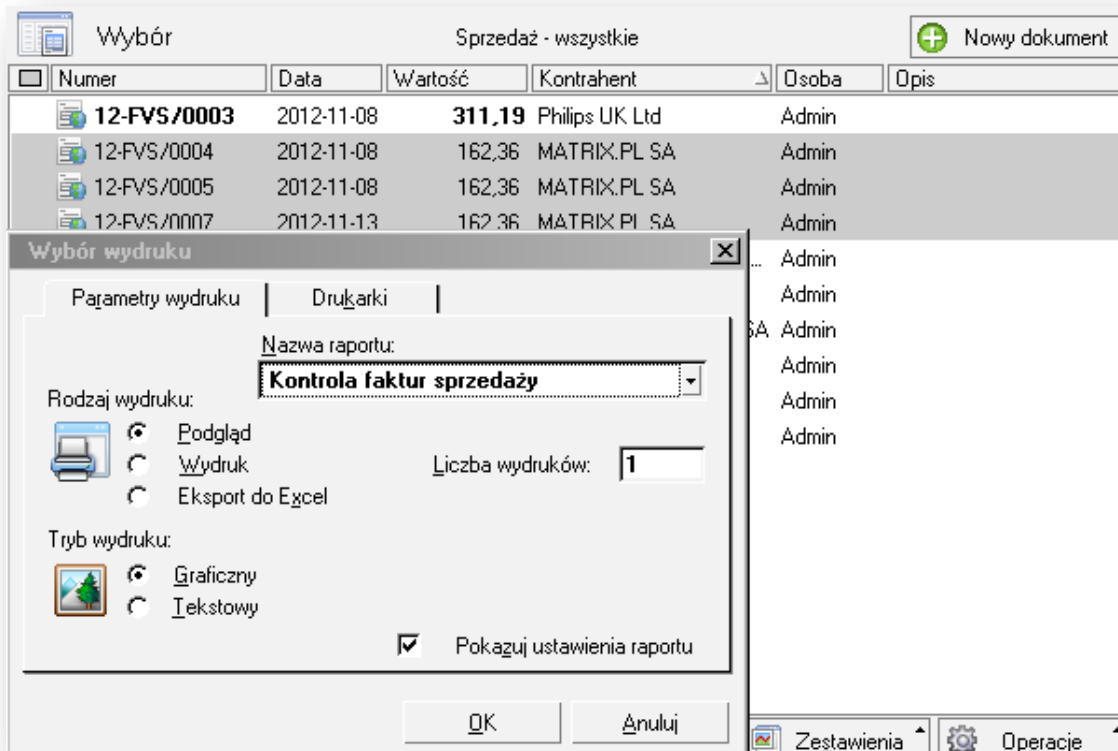 Wybór Sprzedaż - wszystkie Nowy dokument
Numer Data Wartość Kontrahent Osoba Opis
12-FVS/0003 2012-11-08 311,19 Philips UK Ltd Admin
12-FVS/0004 2012-11-08 162,36 MATRIX.PL SA Admin
12-FVS/0005 2012-11-08 162,36 MATRIX.PL SA Admin
12-FVS/0007 2012-11-13 162,36 MATRIX.PL SA Admin
Wybór wydruku
... Admin
Parametry wydruku Drukarki
Admin
SA Admin
Nazwa raportu:
Admin
Kontrola faktur sprzedaży
Rodzaj wydruku:
Admin
Podgląd
Admin
Wydruk Liczba wydruków: 1
Eksport do Excel
Tryb wydruku:
Graficzny
Tekstowy
Pokazuj ustawienia raportu
OK Anuluj
Zestawienia Operacje